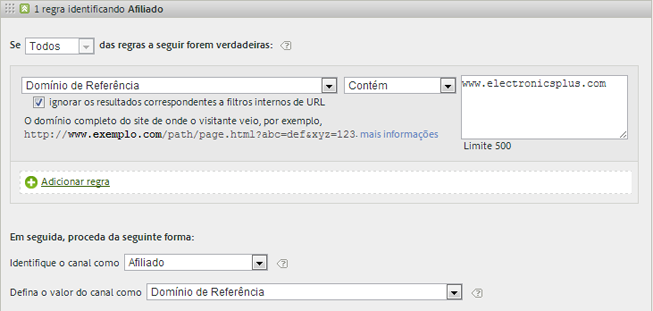 1 regra identificando Afiliado
Se Todos das regras a seguir forem verdadeiras:
Domínio de Referência Contém www.electronicsplus.com
ignorar os resultados correspondentes a filtros internos de URL
O domínio completo do site de onde o visitante veio, por exemplo,
http://www.exemplo.com/path/page.html?abc=def&xyz=123. mais informações
Limite 500
Adicionar regra
Em seguida, proceda da seguinte forma:
Identifique o canal como Afiliado
Defina o valor do canal como Domínio de Referência